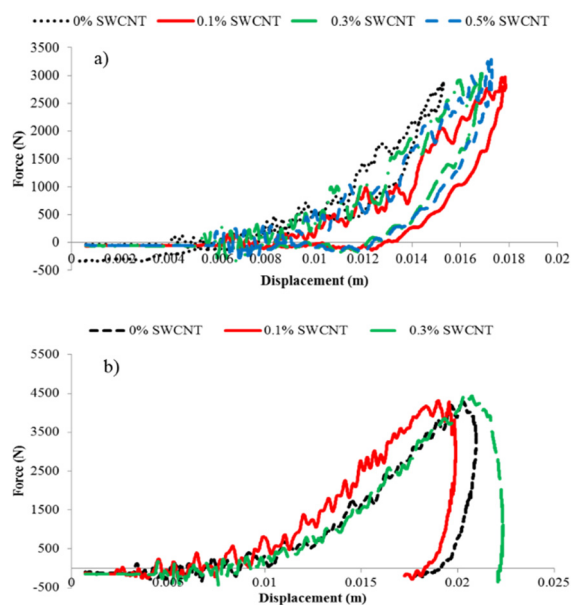 0% SWCNT 0.1% SWCNT 0.3% SWCNT 0.5% SWCNT
a)
3500
3000
2500
2000
1500
1000
500
0
-500
Force (N)
0 0.002 0.004 0.006 0.008 0.01 0.012 0.014 0.016 0.018 0.02
Displacement (m)
0% SWCNT 0.1% SWCNT 0.3% SWCNT
b)
5500
4500
3500
2500
1500
500
-500
Force (N)
0 0.005 0.01 0.015 0.02 0.025
Displacement (m)